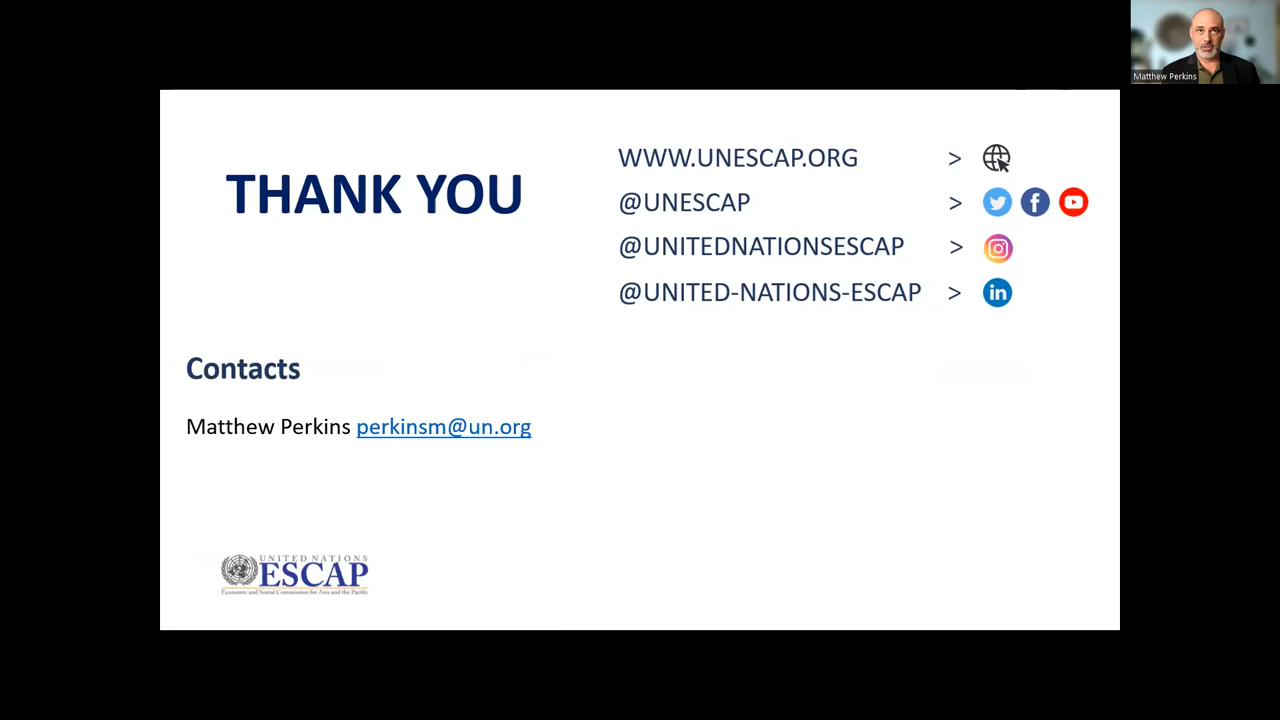 Matthew Perkins
THANK YOU
WWW.UNESCAP.ORG >
@UNESCAP >
@UNITEDNATIONSESCAP >
@UNITED-NATIONS-ESCAP >
Contacts
Matthew Perkins perkinsm@un.org
UNITED NATIONS
ESCAP
Economic and Social Commission for Asia and the Pacific